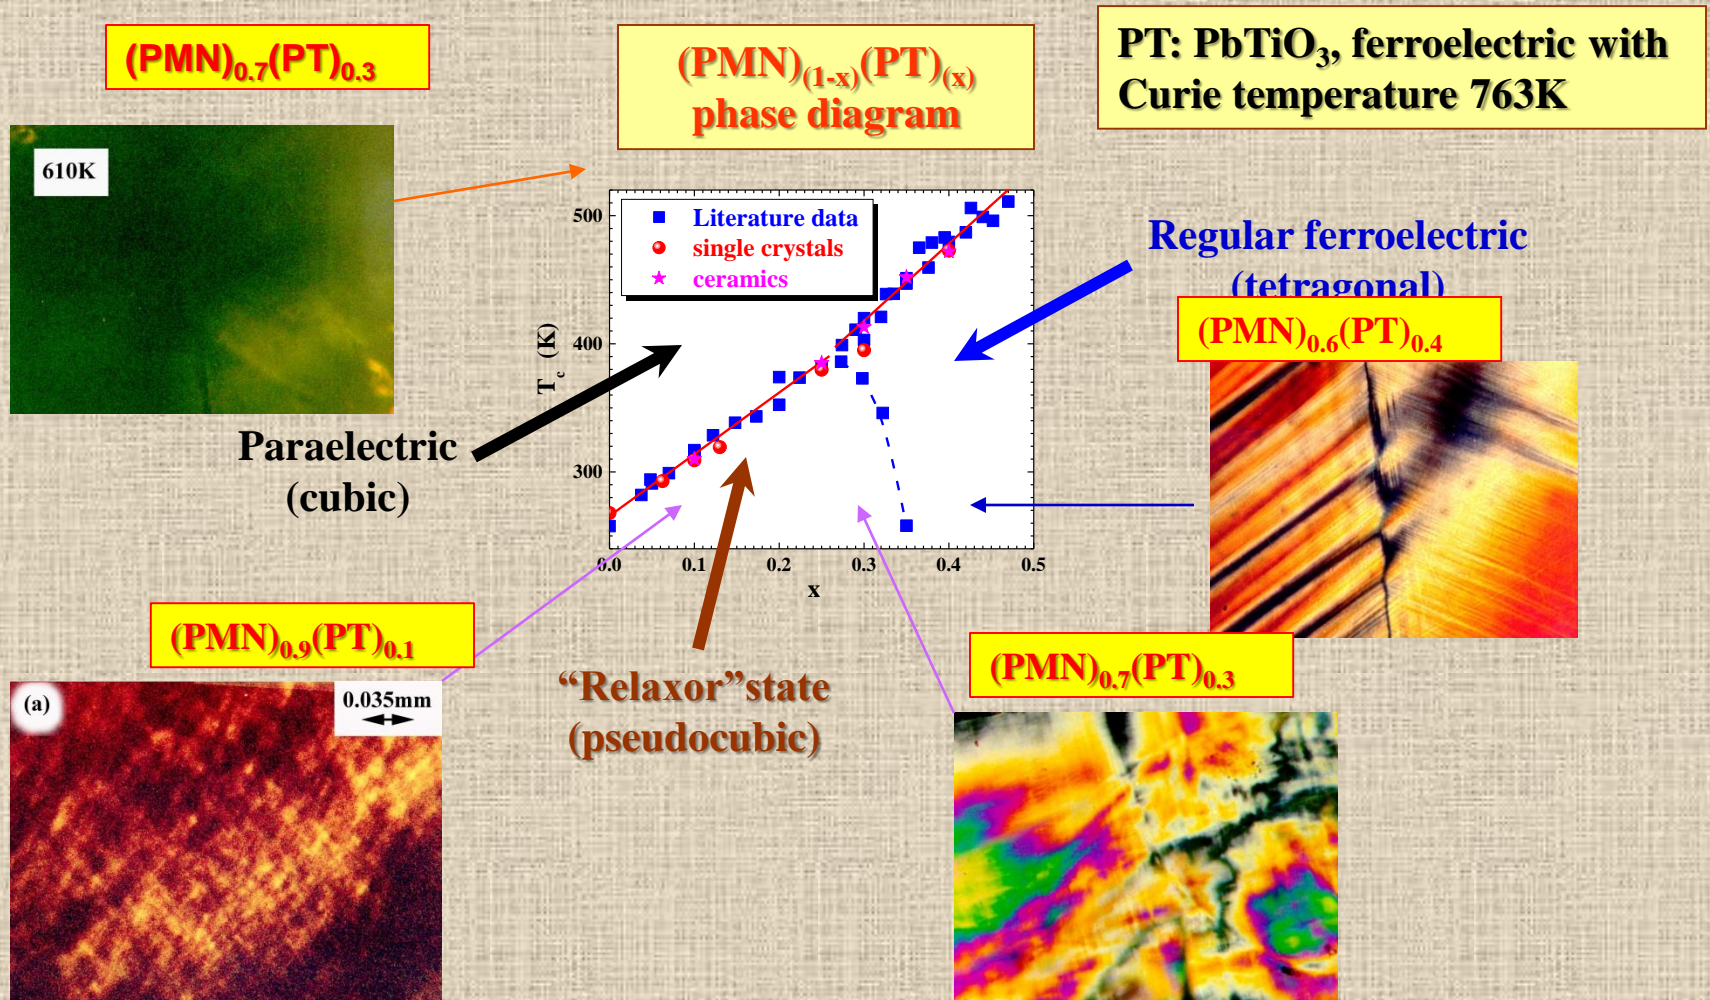 (PMN)₀.₇(PT)₀.₃
610K
(PMN)₍₁₋ₓ₎(PT)₍ₓ₎
phase diagram
PT: PbTiO₃, ferroelectric with
Curie temperature 763K
Literature data
single crystals
ceramics
500
400
300
T꜀ (K)
0.0 0.1 0.2 0.3 0.4 0.5
x
Regular ferroelectric
(tetragonal)
(PMN)₀.₆(PT)₀.₄
Paraelectric
(cubic)
(PMN)₀.₉(PT)₀.₁
(a)
0.035mm
“Relaxor”state
(pseudocubic)
(PMN)₀.₇(PT)₀.₃